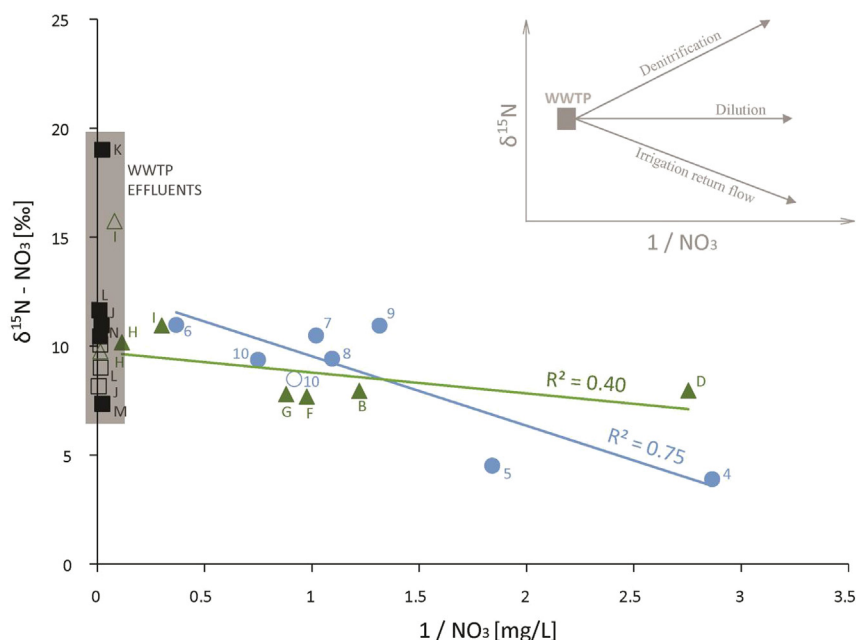 25
20
15
10
5
0
δ¹⁵N - NO₃ [‰]
0
0.5
1
1.5
2
2.5
3
3.5
1 / NO₃ [mg/L]
WWTP
EFFLUENTS
K
I
L
J
N
H
H
L
J
M
I
6
7
9
10
8
10
G
F
B
5
D
4
R² = 0.40
R² = 0.75
δ¹⁵N
WWTP
Denitrification
Dilution
Irrigation return flow
1 / NO₃